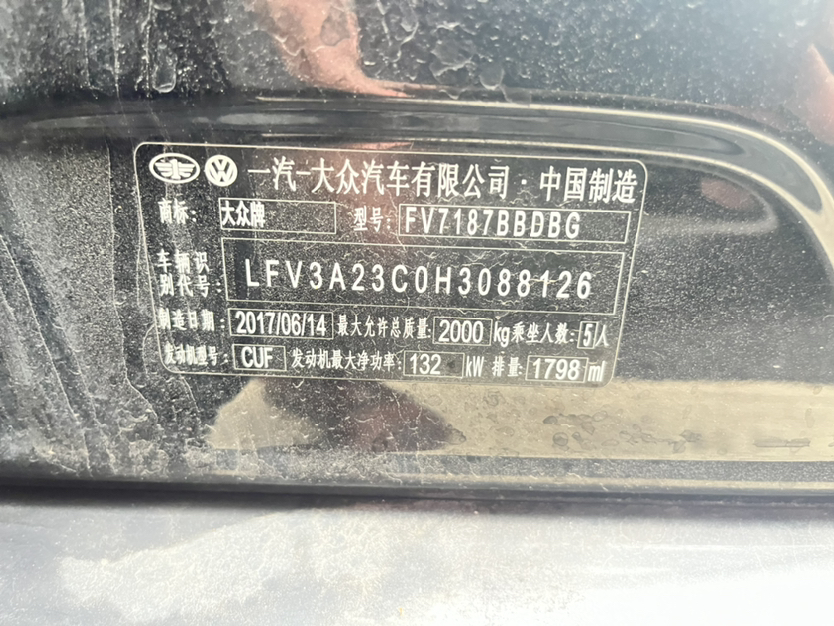 一汽-大众汽车有限公司·中国制造
商标: 大众牌 型号: FV7187BBDBG
车辆识别代号: LFV3A23C0H3088126
制造日期: 2017/06/14 最大允许总质量: 2000 kg 乘坐人数: 5人
发动机型号: CUF 发动机最大净功率: 132 kW 排量: 1798 ml